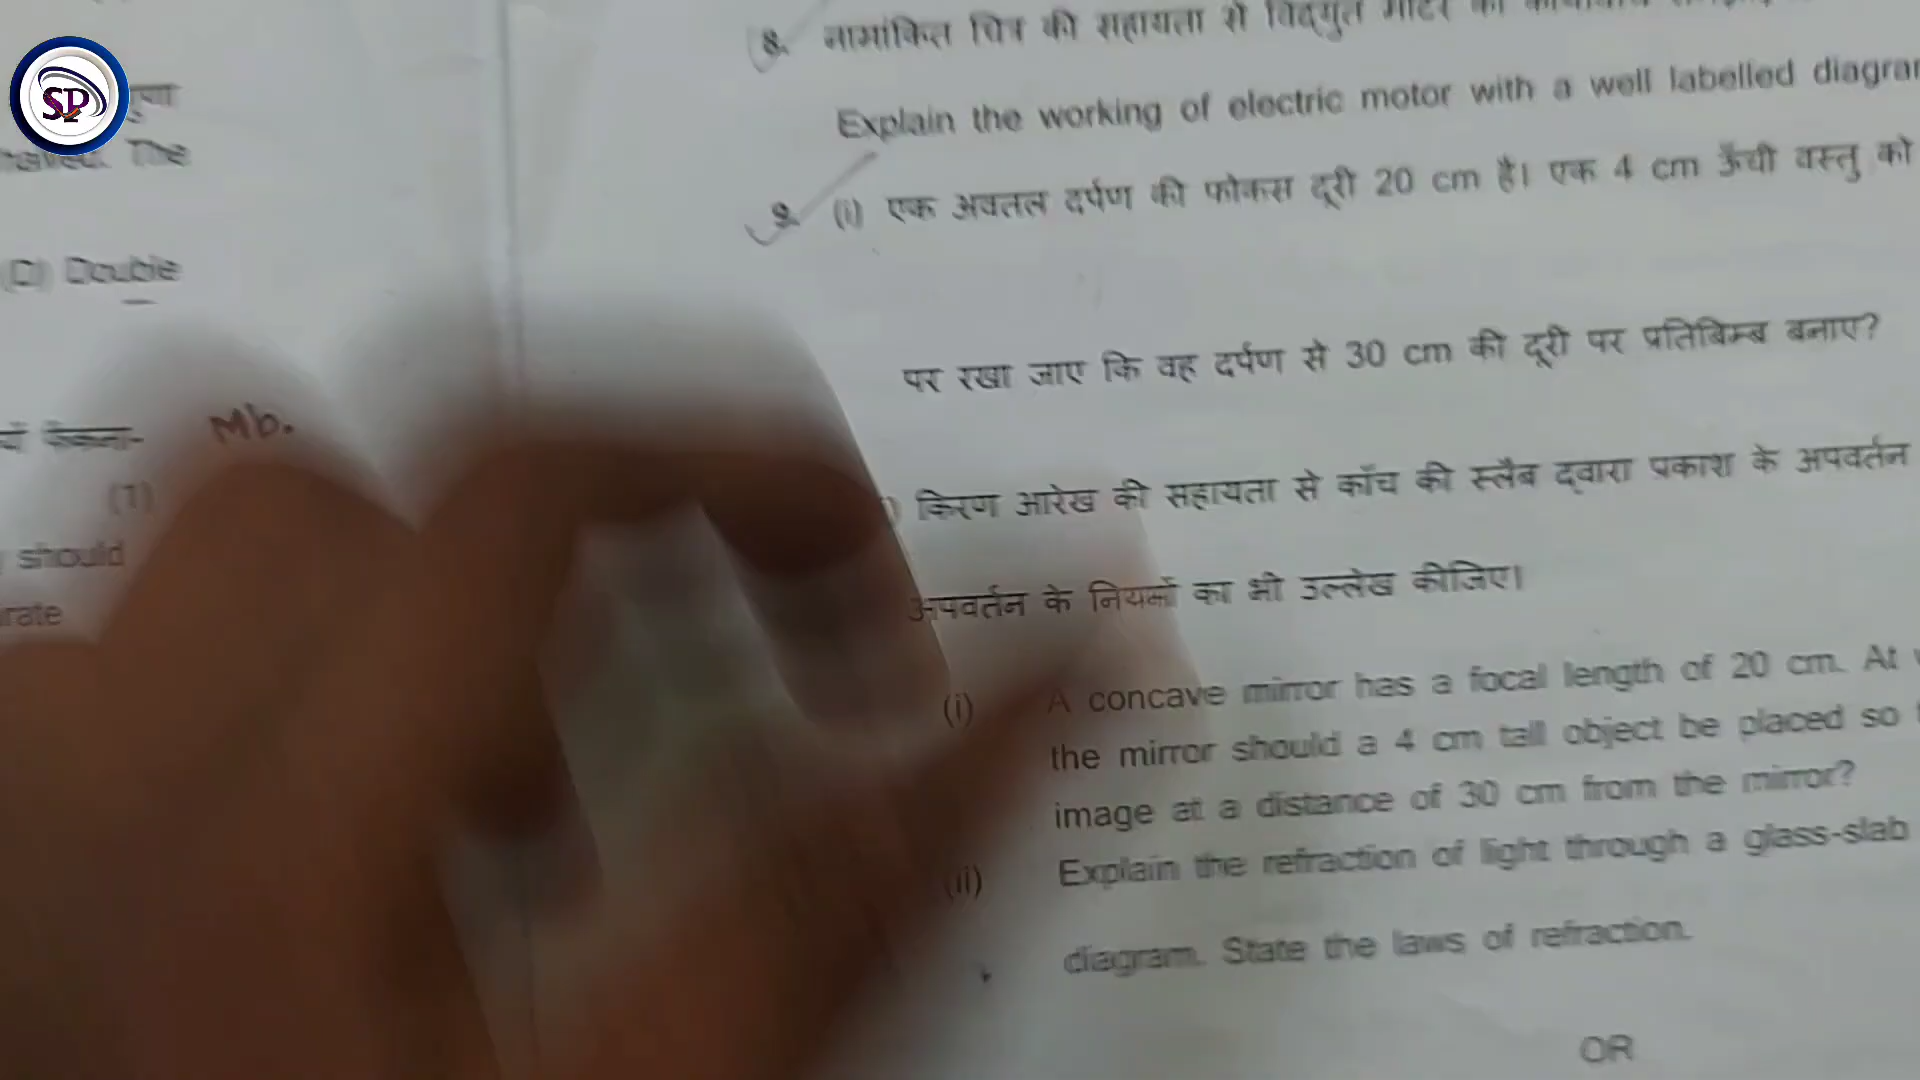 SP
The
(D) Double
Mb.
(1)
should
rate
8. नामांकित चित्र की सहायता से विद्युत मोटर
Explain the working of electric motor with a well labelled
9. (i) एक अवतल दर्पण की फोकस दूरी 20 cm है। एक 4 cm ऊँची वस्तु को
पर रखा जाए कि वह दर्पण से 30 cm की दूरी पर प्रतिबिम्ब बनाए?
किरण आरेख की सहायता से काँच की स्लैब द्वारा प्रकाश के अपवर्तन
अपवर्तन के नियमों का भी उल्लेख कीजिए।
(i) A concave mirror has a focal length of 20 cm. At
the mirror should a 4 cm tall object be placed so
image at a distance of 30 cm from the mirror?
(ii) Explain the refraction of light through a glass-slab
diagram. State the laws of refraction.
OR